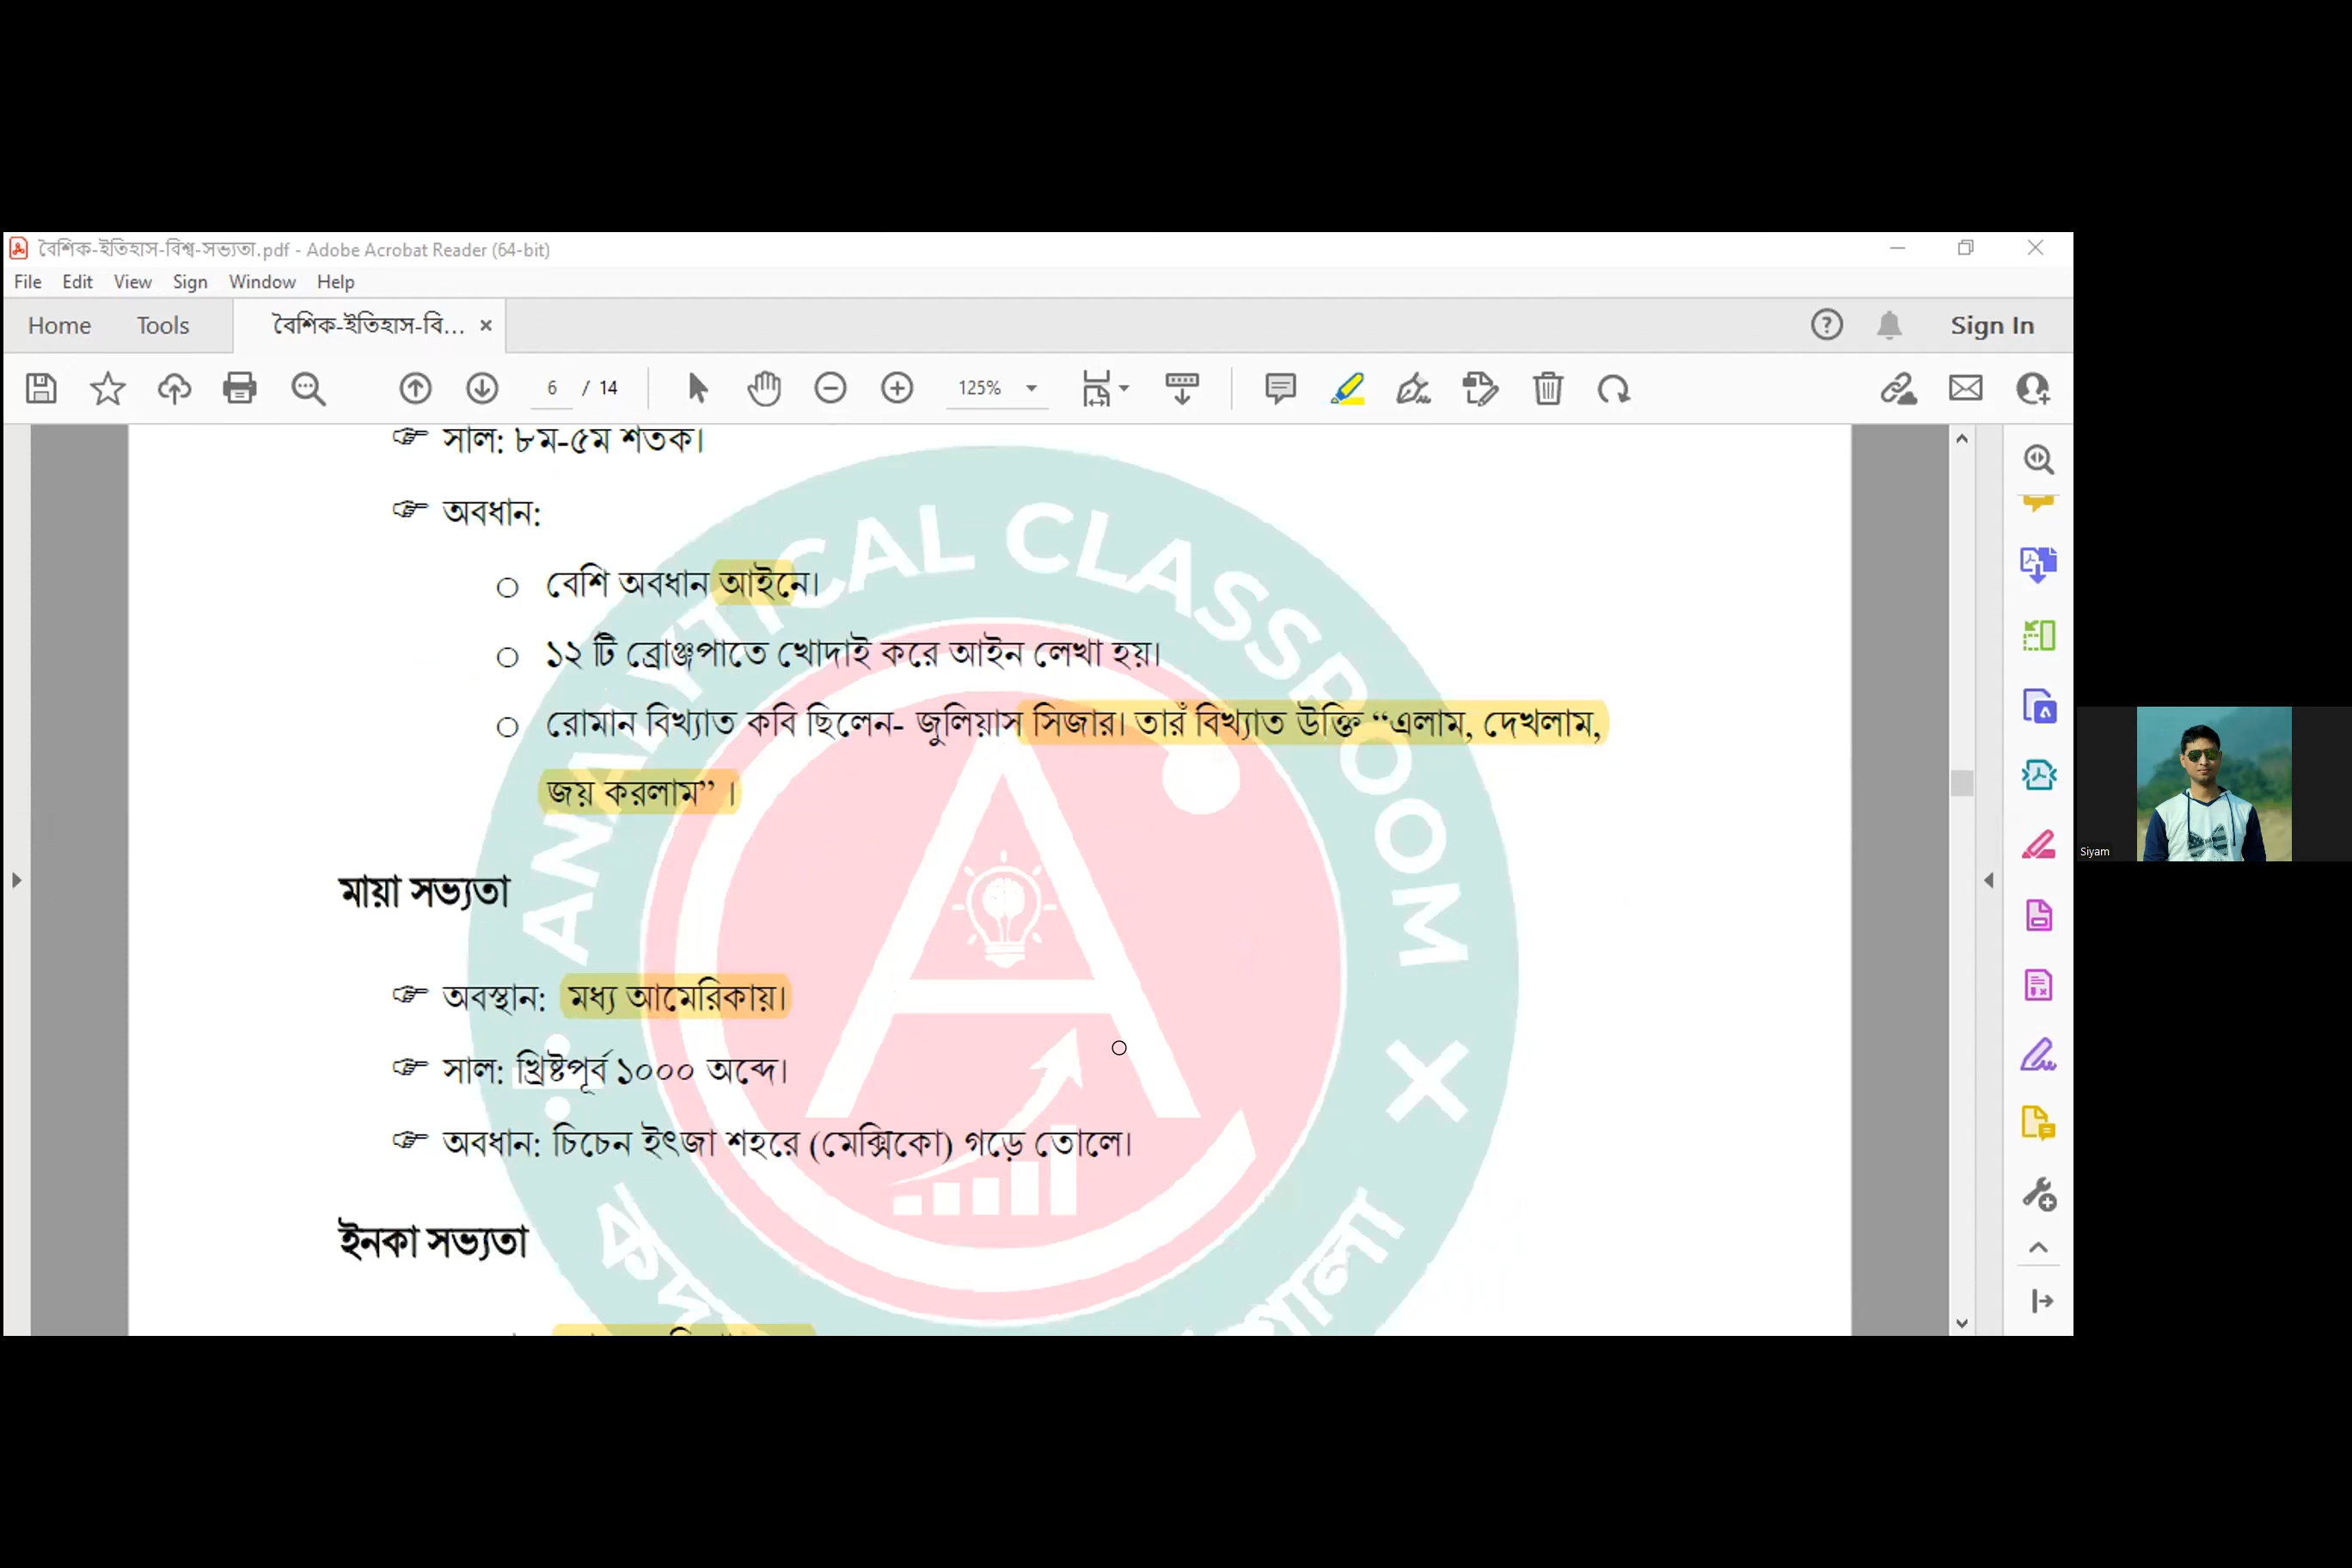 বৈশ্বিক-ইতিহাস-বিশ্ব-সভ্যতা.pdf - Adobe Acrobat Reader (64-bit)
File Edit View Sign Window Help
Home Tools বৈশ্বিক-ইতিহাস-বি... × Sign In
6 / 14 125%
সাল: ৮ম-৫ম শতক।
অবধান:
বেশি অবধান আইনে।
১২ টি ব্রোঞ্জপাতে খোদাই করে আইন লেখা হয়।
রোমান বিখ্যাত কবি ছিলেন- জুলিয়াস সিজার। তারঁ বিখ্যাত উক্তি “এলাম, দেখলাম,
জয় করলাম” ।
মায়া সভ্যতা
অবস্থান: মধ্য আমেরিকায়।
সাল: খ্রিষ্টপূর্ব ১০০০ অব্দে।
অবধান: চিচেন ইৎজা শহরে (মেক্সিকো) গড়ে তোলে।
ইনকা সভ্যতা
ANALYTICAL CLASSROOM
Siyam